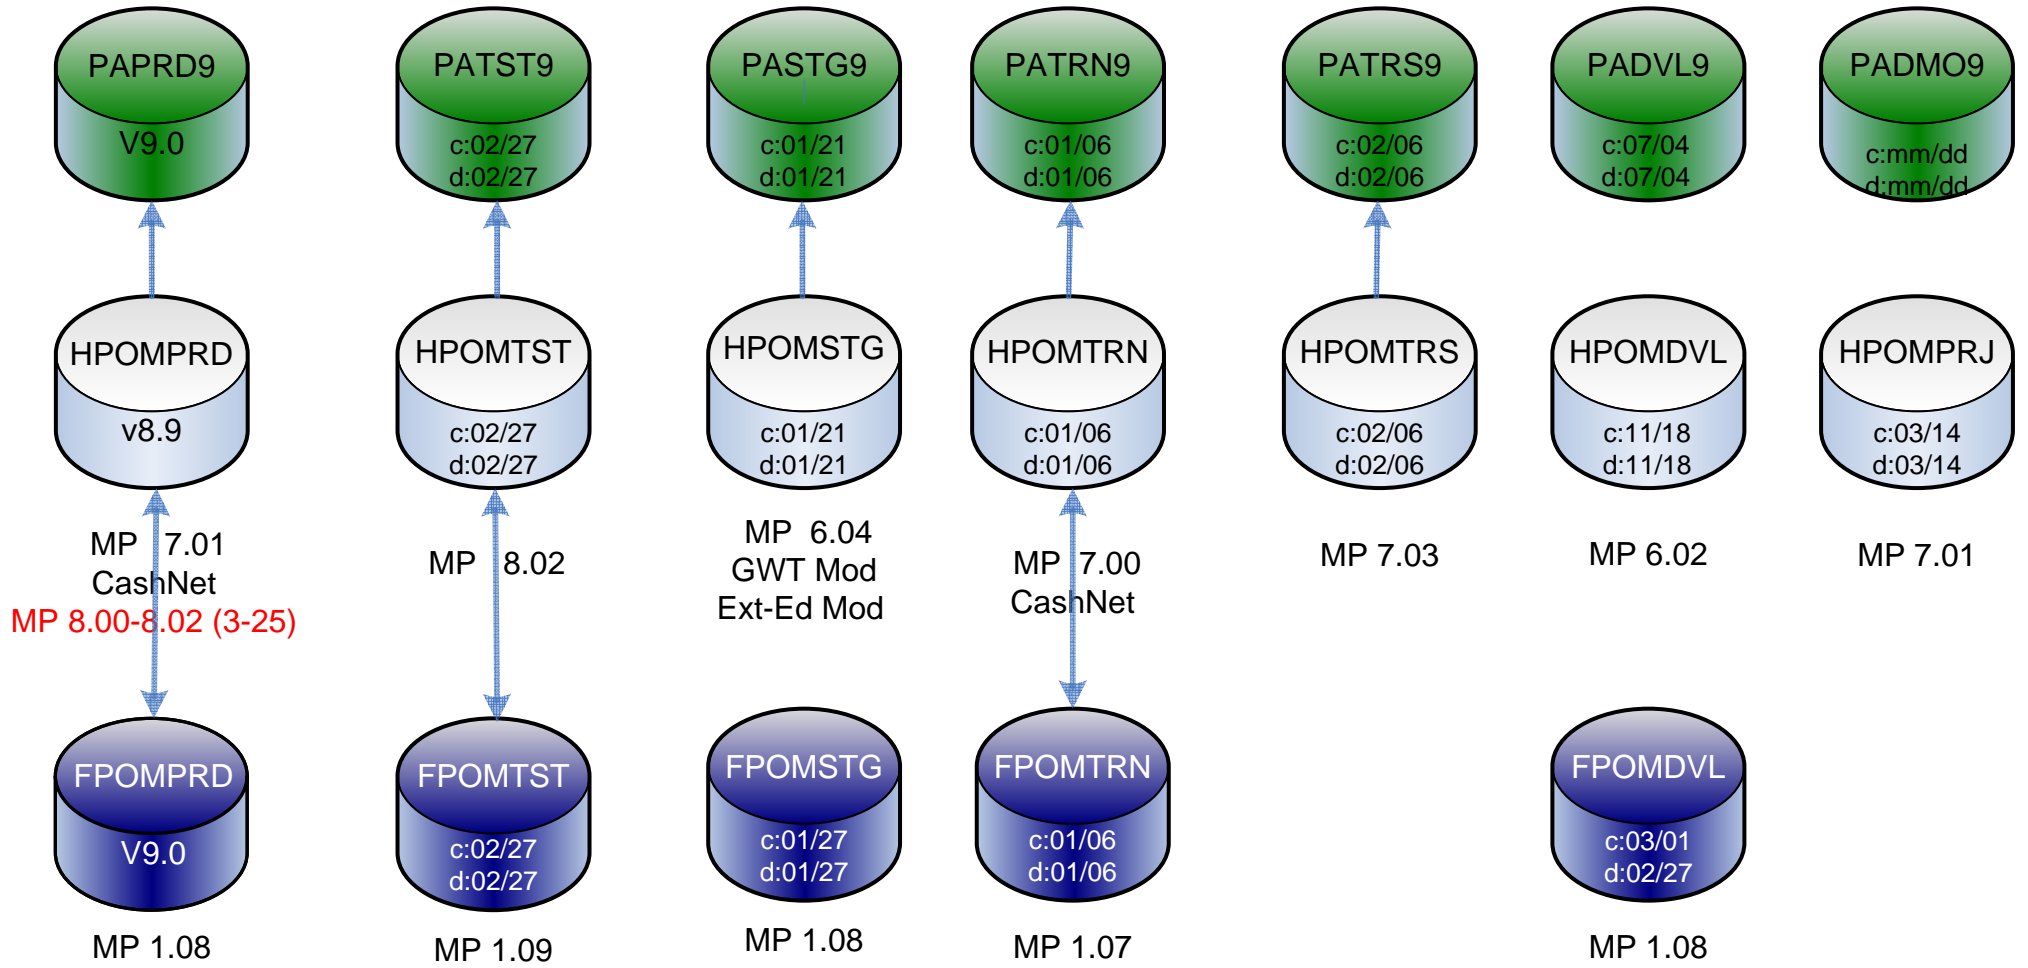 PAPRD9
PATST9
PASTG9
PATRN9
PATRS9
PADVL9
PADMO9
V9.0
c:02/27
d:02/27
c:01/21
d:01/21
c:01/06
d:01/06
c:02/06
d:02/06
c:07/04
d:07/04
c:mm/dd
d:mm/dd
HPOMPRD
HPOMTST
HPOMSTG
HPOMTRN
HPOMTRS
HPOMDVL
HPOMPRJ
v8.9
c:02/27
d:02/27
c:01/21
d:01/21
c:01/06
d:01/06
c:02/06
d:02/06
c:11/18
d:11/18
c:03/14
d:03/14
MP 7.01
CashNet
MP 8.00-8.02 (3-25)
MP 8.02
MP 6.04
GWT Mod
Ext-Ed Mod
MP 7.00
CashNet
MP 7.03
MP 6.02
MP 7.01
FPOMPRD
FPOMTST
FPOMSTG
FPOMTRN
FPOMDVL
V9.0
c:02/27
d:02/27
c:01/27
d:01/27
c:01/06
d:01/06
c:03/01
d:02/27
MP 1.08
MP 1.09
MP 1.08
MP 1.07
MP 1.08